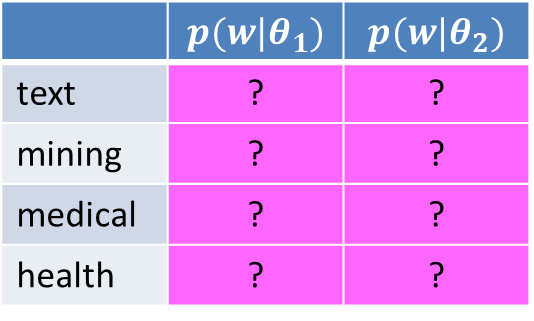 p(w|θ₁) p(w|θ₂)
text ? ?
mining ? ?
medical ? ?
health ? ?